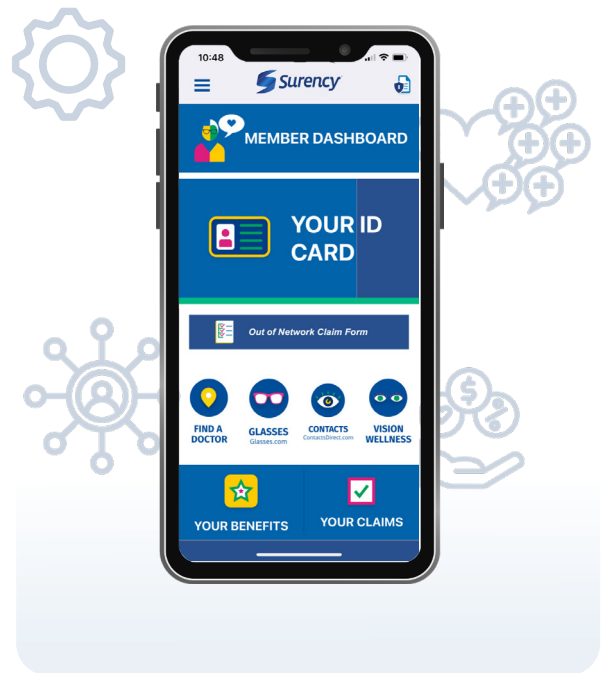 10:48
Surency
MEMBER DASHBOARD
YOUR ID
CARD
Out of Network Claim Form
FIND A
DOCTOR
GLASSES
Glasses.com
CONTACTS
ContactsDirect.com
VISION
WELLNESS
YOUR BENEFITS
YOUR CLAIMS